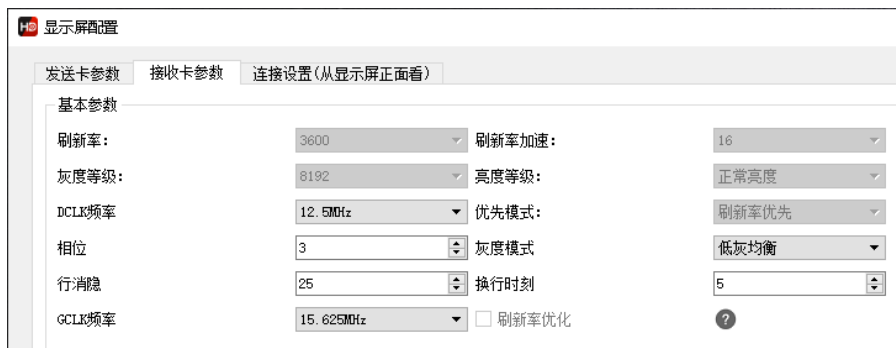 HD 显示屏配置
发送卡参数 接收卡参数 连接设置(从显示屏正面看)
基本参数
刷新率: 3600 刷新率加速: 16
灰度等级: 8192 亮度等级: 正常亮度
DCLK频率 12.5MHz 优先模式: 刷新率优先
相位 3 灰度模式 低灰均衡
行消隐 25 换行时刻 5
GCLK频率 15.625MHz 刷新率优化 ?